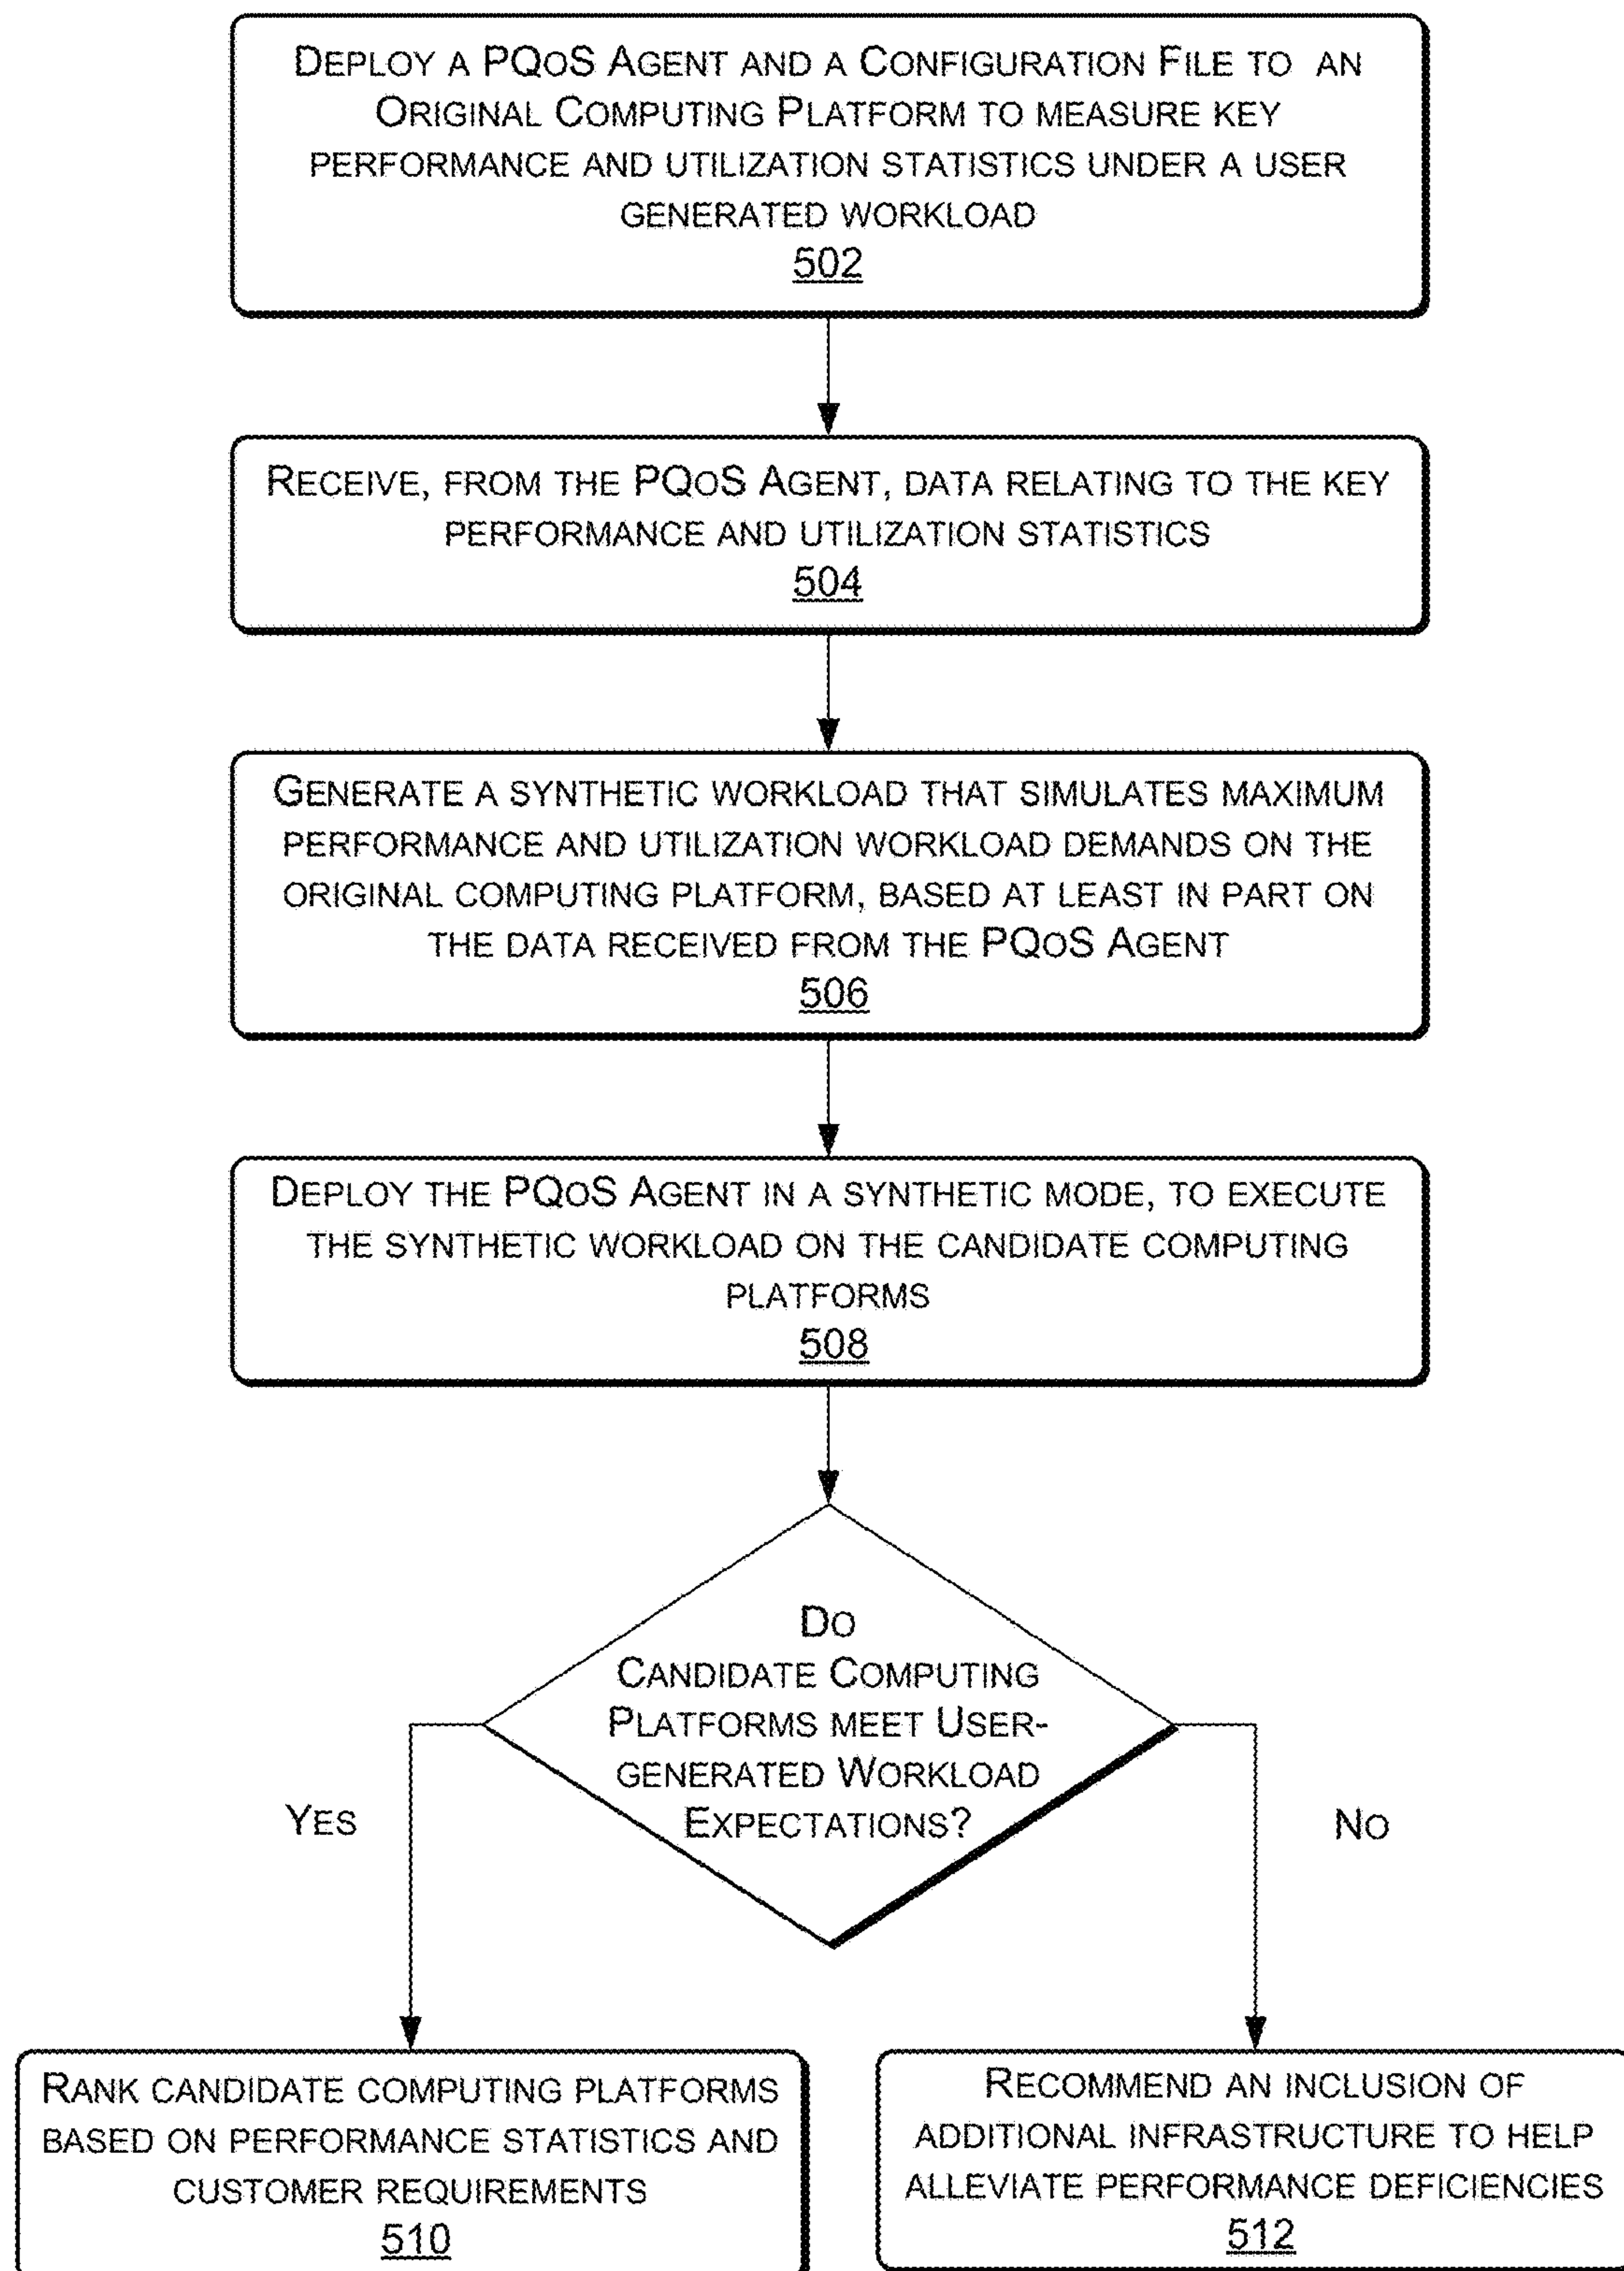 DEPLOY A PQOS AGENT AND A CONFIGURATION FILE TO AN
ORIGINAL COMPUTING PLATFORM TO MEASURE KEY
PERFORMANCE AND UTILIZATION STATISTICS UNDER A USER
GENERATED WORKLOAD
502
RECEIVE, FROM THE PQOS AGENT, DATA RELATING TO THE KEY
PERFORMANCE AND UTILIZATION STATISTICS
504
GENERATE A SYNTHETIC WORKLOAD THAT SIMULATES MAXIMUM
PERFORMANCE AND UTILIZATION WORKLOAD DEMANDS ON THE
ORIGINAL COMPUTING PLATFORM, BASED AT LEAST IN PART ON
THE DATA RECEIVED FROM THE PQOS AGENT
506
DEPLOY THE PQOS AGENT IN A SYNTHETIC MODE, TO EXECUTE
THE SYNTHETIC WORKLOAD ON THE CANDIDATE COMPUTING
PLATFORMS
508
DO
CANDIDATE COMPUTING
PLATFORMS MEET USER-
GENERATED WORKLOAD
EXPECTATIONS?
YES
NO
RANK CANDIDATE COMPUTING PLATFORMS
BASED ON PERFORMANCE STATISTICS AND
CUSTOMER REQUIREMENTS
510
RECOMMEND AN INCLUSION OF
ADDITIONAL INFRASTRUCTURE TO HELP
ALLEVIATE PERFORMANCE DEFICIENCIES
512